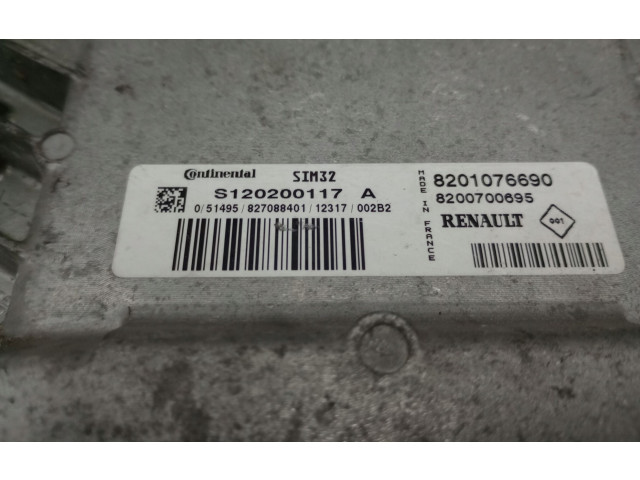 Continental SIM32
S120200117 A
0/51495/827088401/12317/002B2
MADE IN FRANCE
8201076690
8200700695
RENAULT 001